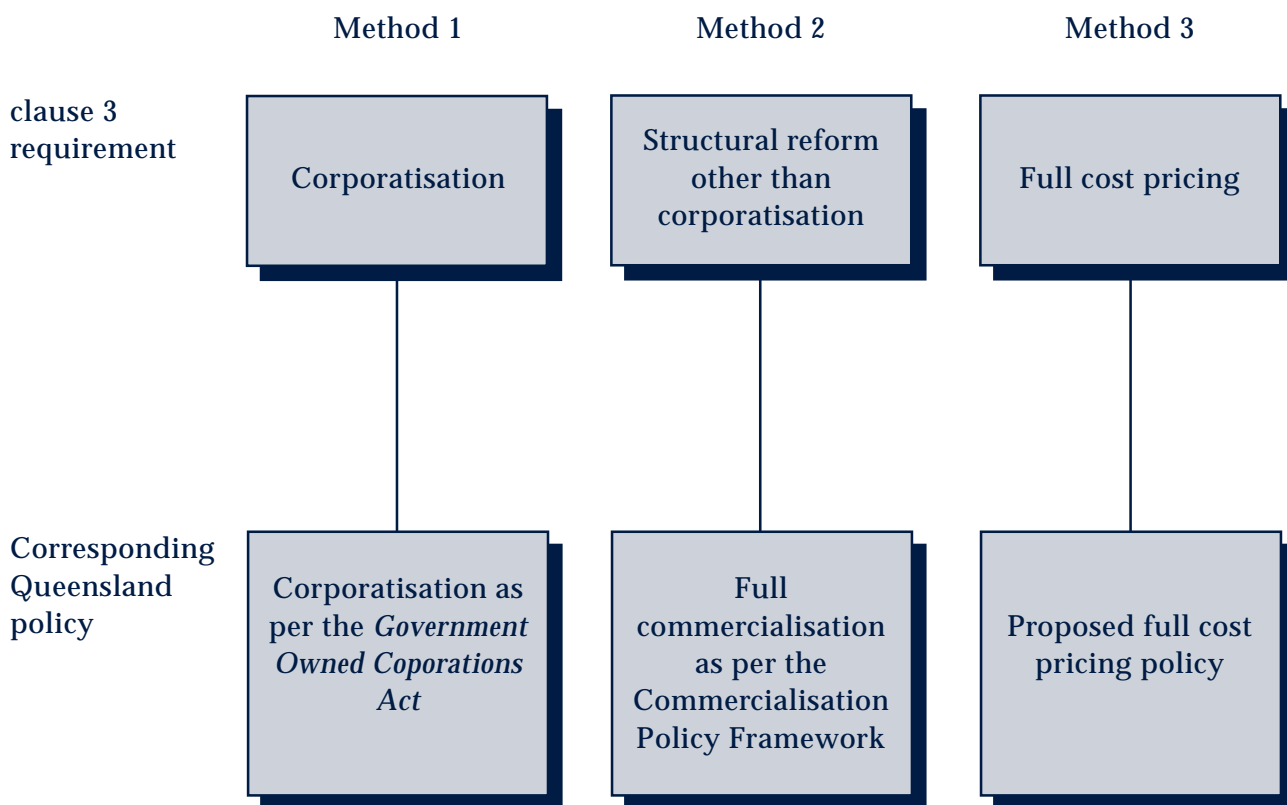 Method 1
Method 2
Method 3
clause 3
requirement
Corporatisation
Structural reform
other than
corporatisation
Full cost pricing
Corresponding
Queensland
policy
Corporatisation as
per the Government
Owned Coporations
Act
Full
commercialisation
as per the
Commercialisation
Policy Framework
Proposed full cost
pricing policy